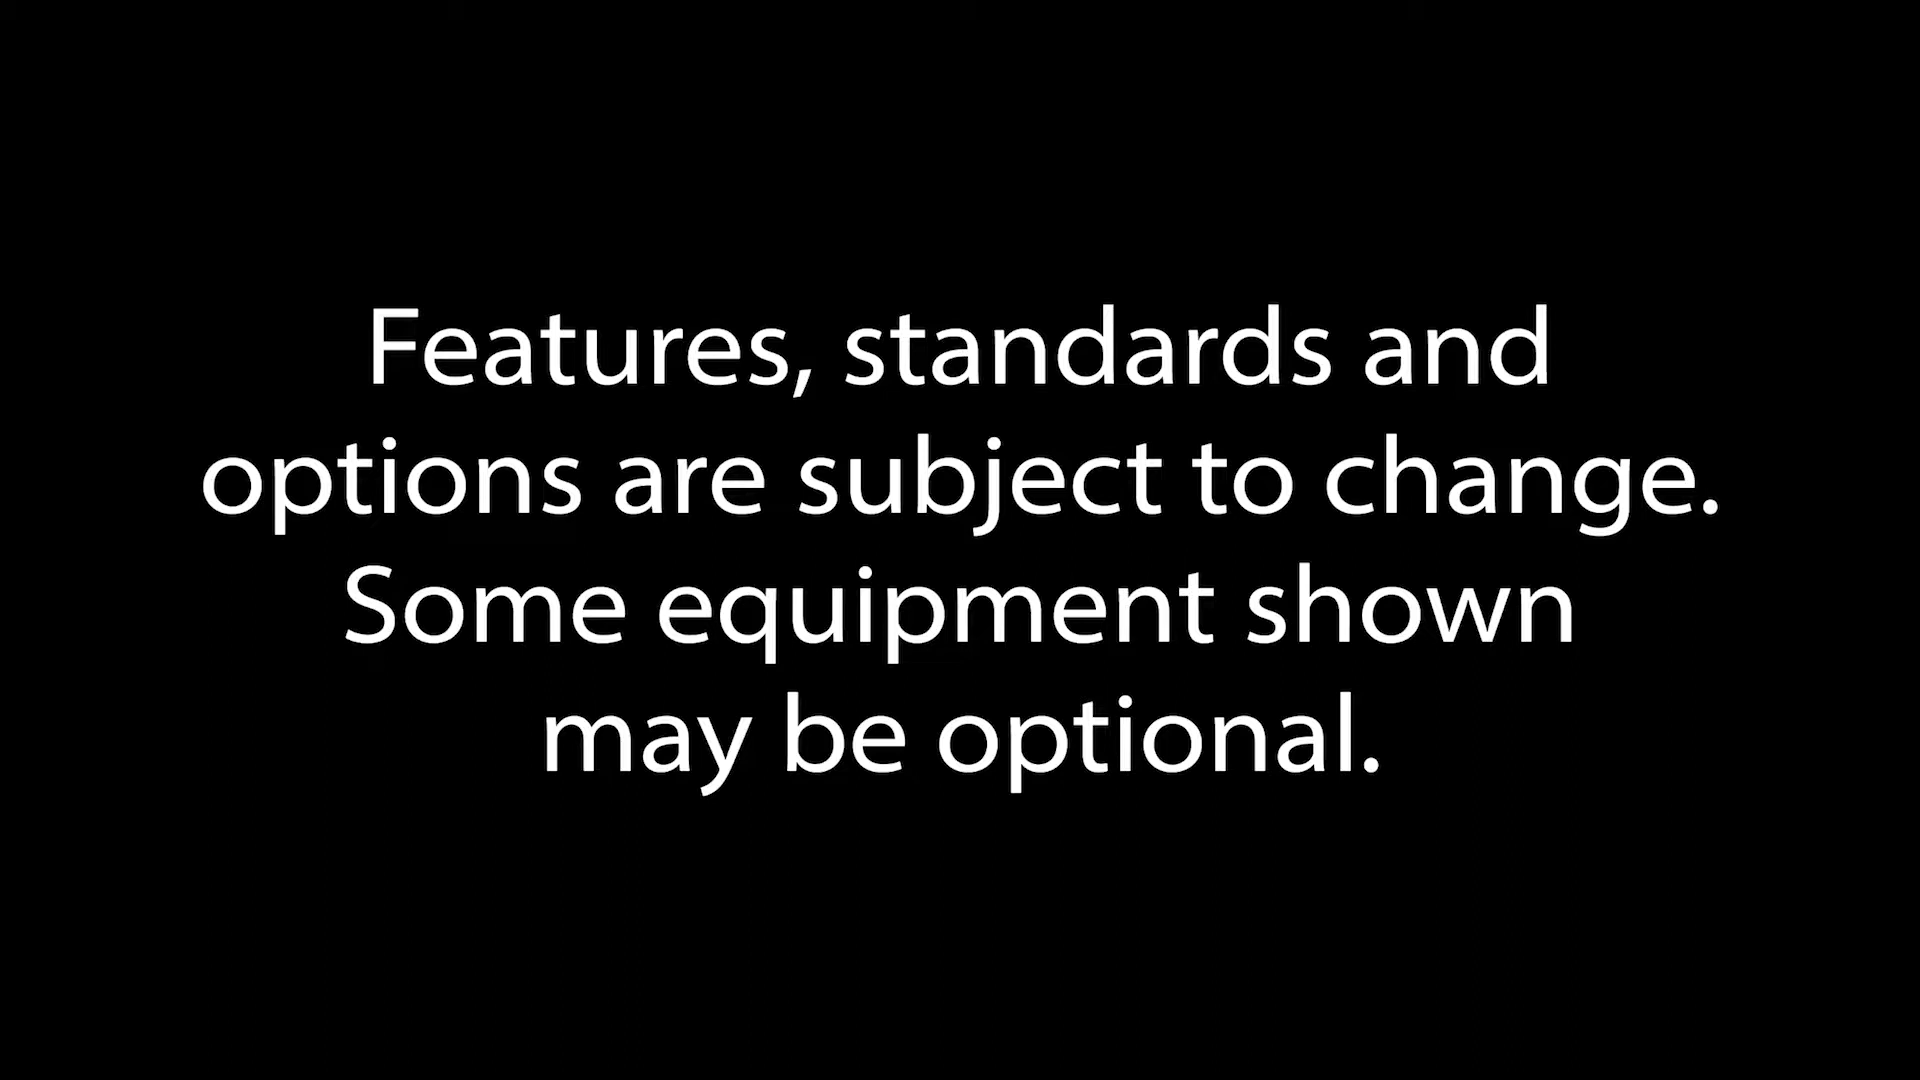 Features, standards and
options are subject to change.
Some equipment shown
may be optional.